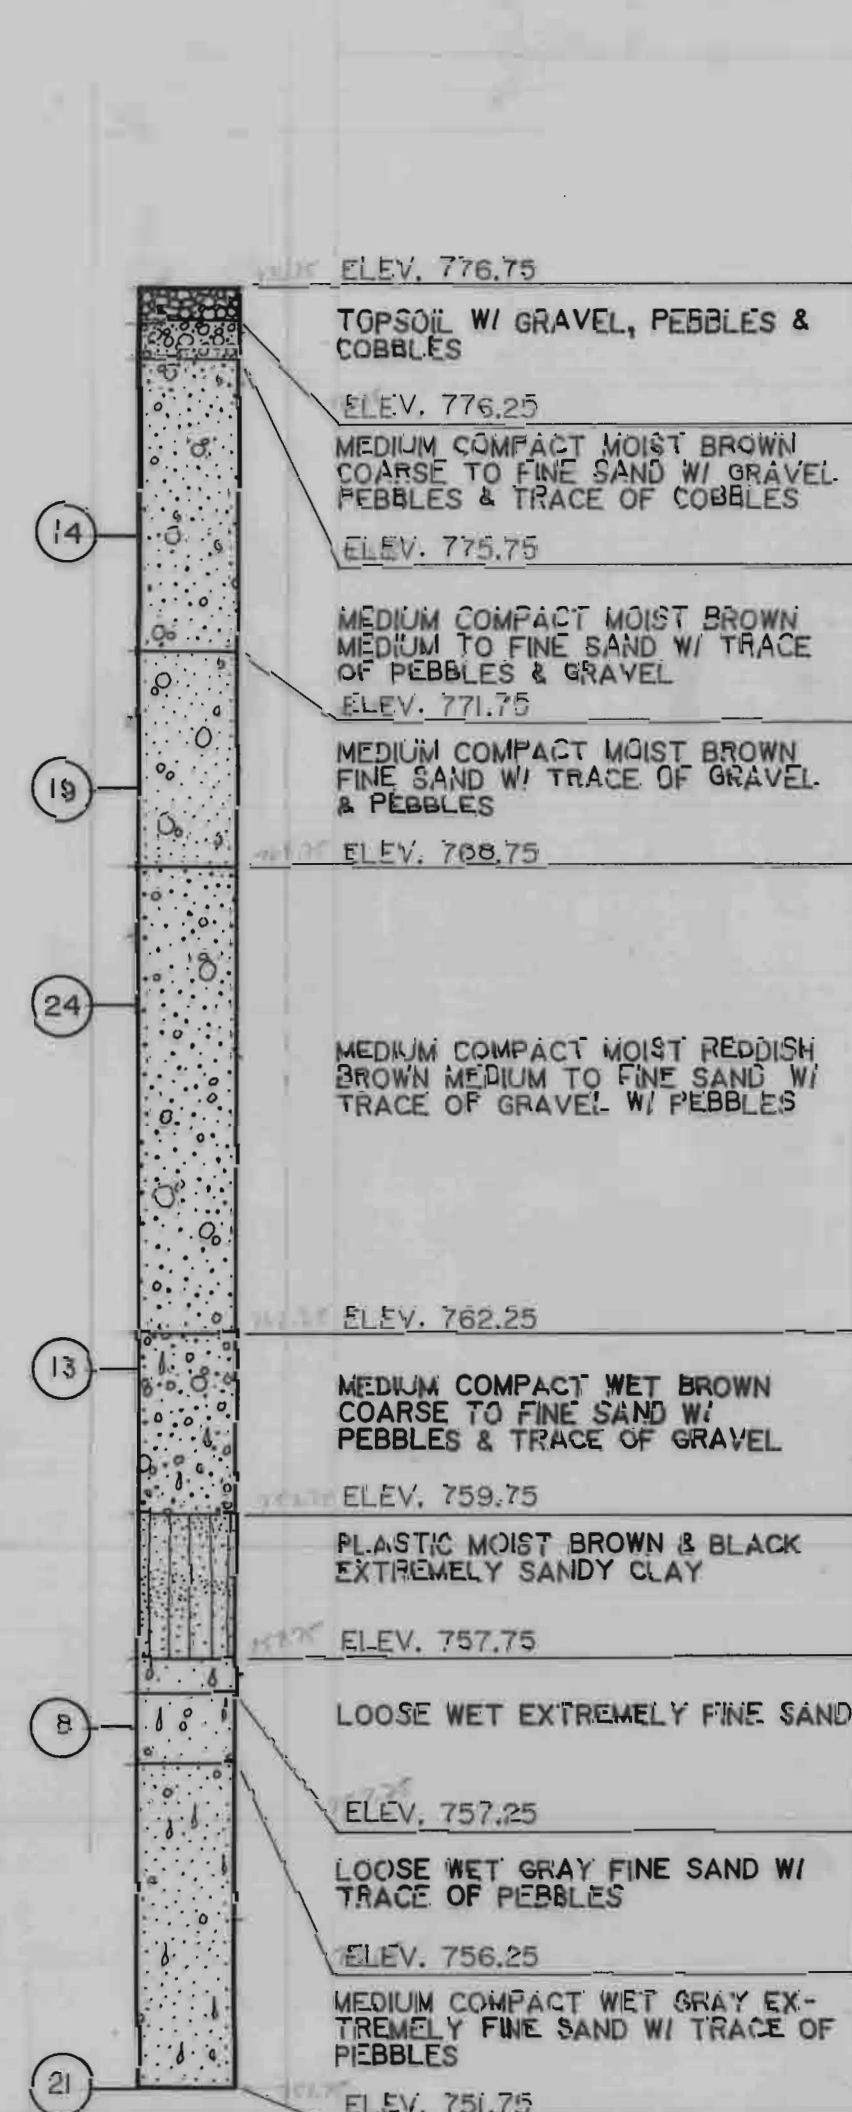 ELEV. 776.75
TOPSOIL W/ GRAVEL, PEBBLES &
COBBLES
ELEV. 776.25
MEDIUM COMPACT MOIST BROWN
COARSE TO FINE SAND W/ GRAVEL
PEBBLES & TRACE OF COBBLES
14
ELEV. 775.75
MEDIUM COMPACT MOIST BROWN
MEDIUM TO FINE SAND W/ TRACE
OF PEBBLES & GRAVEL
ELEV. 771.75
MEDIUM COMPACT MOIST BROWN
FINE SAND W/ TRACE OF GRAVEL
& PEBBLES
19
ELEV. 768.75
24
MEDIUM COMPACT MOIST REDDISH
BROWN MEDIUM TO FINE SAND W/
TRACE OF GRAVEL W/ PEBBLES
ELEV. 762.25
13
MEDIUM COMPACT WET BROWN
COARSE TO FINE SAND W/
PEBBLES & TRACE OF GRAVEL
ELEV. 759.75
PLASTIC MOIST BROWN & BLACK
EXTREMELY SANDY CLAY
ELEV. 757.75
8
LOOSE WET EXTREMELY FINE SAND
ELEV. 757.25
LOOSE WET GRAY FINE SAND W/
TRACE OF PEBBLES
ELEV. 756.25
MEDIUM COMPACT WET GRAY EX-
TREMELY FINE SAND W/ TRACE OF
PEBBLES
21
ELEV. 751.75